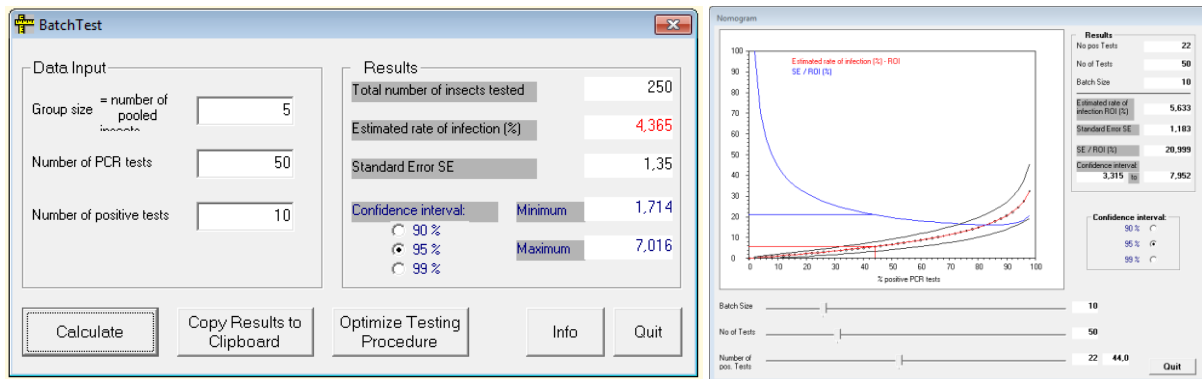 BatchTest
Data Input
Group size = number of
pooled
insects
5
Number of PCR tests 50
Number of positive tests 10
Results
Total number of insects tested 250
Estimated rate of infection (%) 4,365
Standard Error SE 1,35
Confidence interval: Minimum 1,714
90 %
95 % Maximum 7,016
99 %
Calculate
Copy Results to
Clipboard
Optimize Testing
Procedure
Info
Quit
Nomogram
Estimated rate of infection (%) - ROI
SE / ROI (%)
100
90
80
70
60
50
40
30
20
10
0
0 10 20 30 40 50 60 70 80 90 100
% positive PCR tests
Results
No pos Tests 22
No of Tests 50
Batch Size 10
Estimated rate of
infection ROI (%) 5,633
Standard Error SE 1,183
SE / ROI (%) 20,999
Confidence interval:
3,315 to 7,952
Confidence interval:
90 %
95 %
99 %
Batch Size 10
No of Tests 50
Number of
pos. Tests 22 44,0
Quit